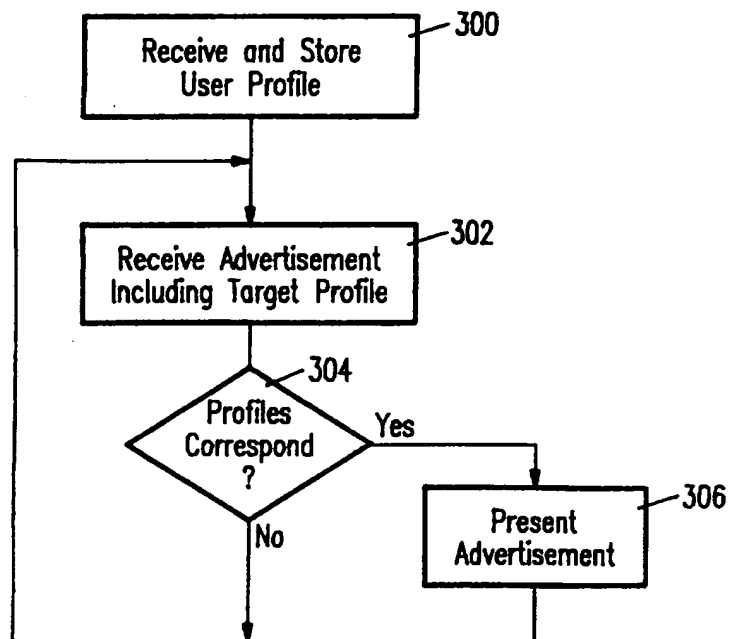 Receive and Store
User Profile
300
Receive Advertisement
Including Target Profile
302
304
Profiles
Correspond
?
Yes
No
Present
Advertisement
306